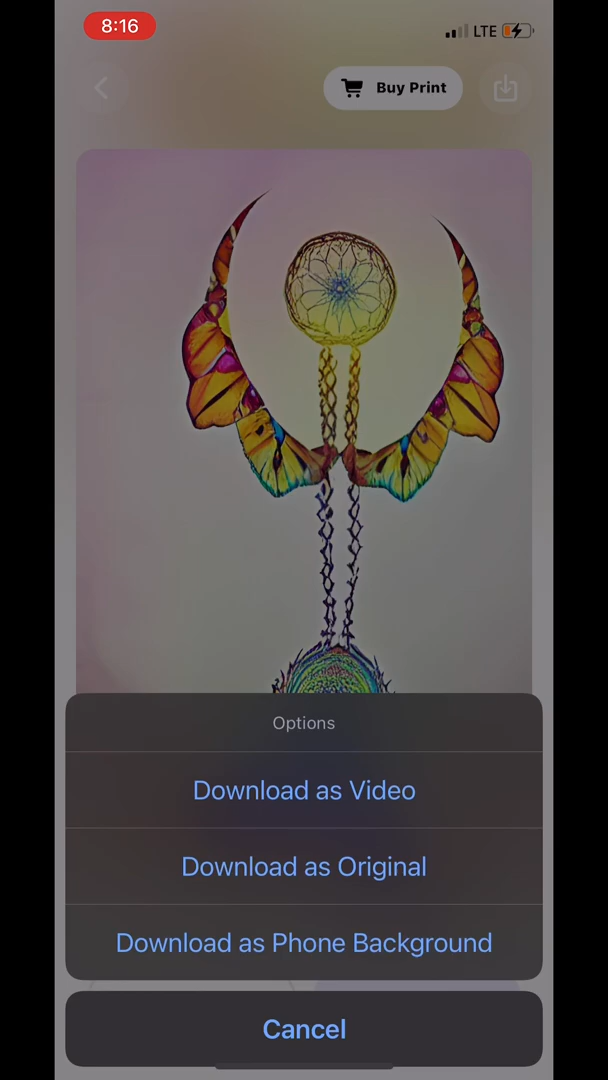 8:16
LTE
Buy Print
Options
Download as Video
Download as Original
Download as Phone Background
Cancel